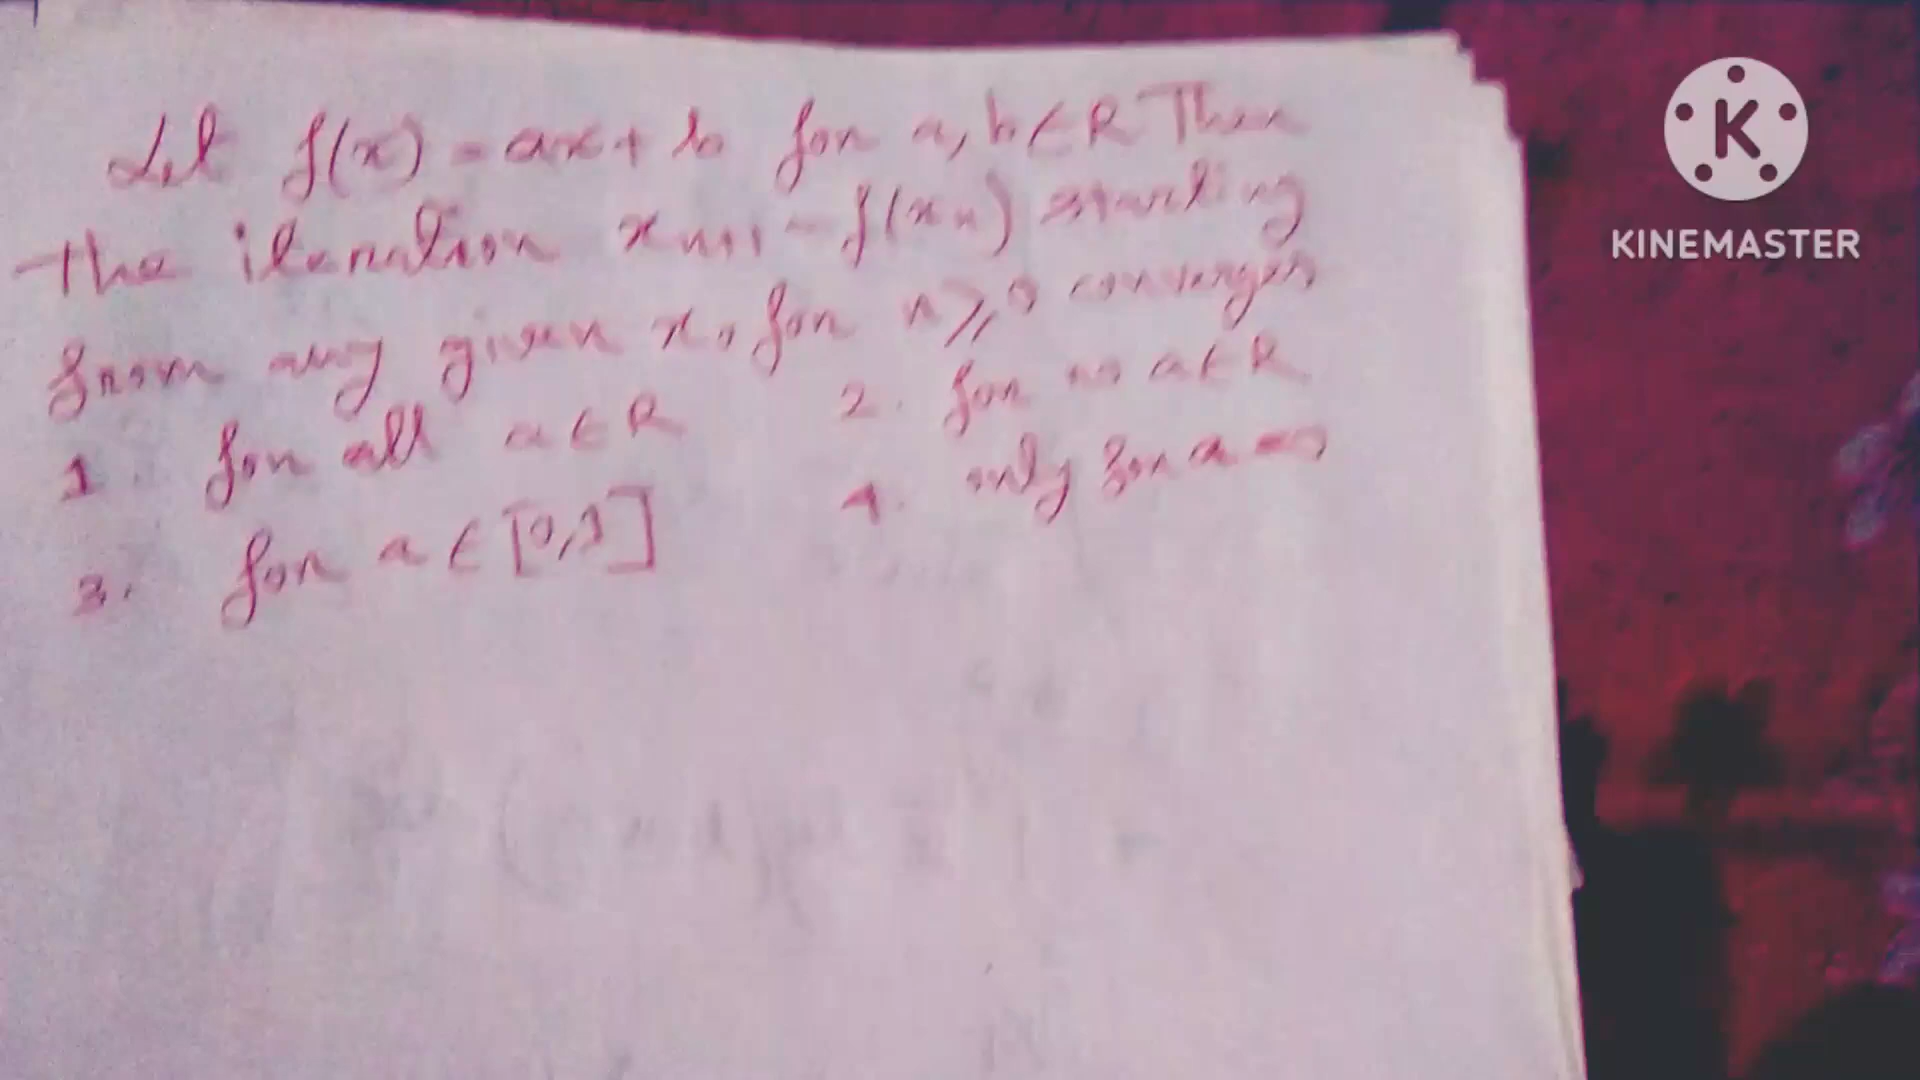 Let f(x) = ax + b for a, b ∈ R Then
the iteration xn+1 = f(xn) starting
from any given x0 for n ≥ 0 converges
1. for all a ∈ R 2. for no a ∈ R
3. for a ∈ [0,1] 4. only for a = 0
K
KINEMASTER